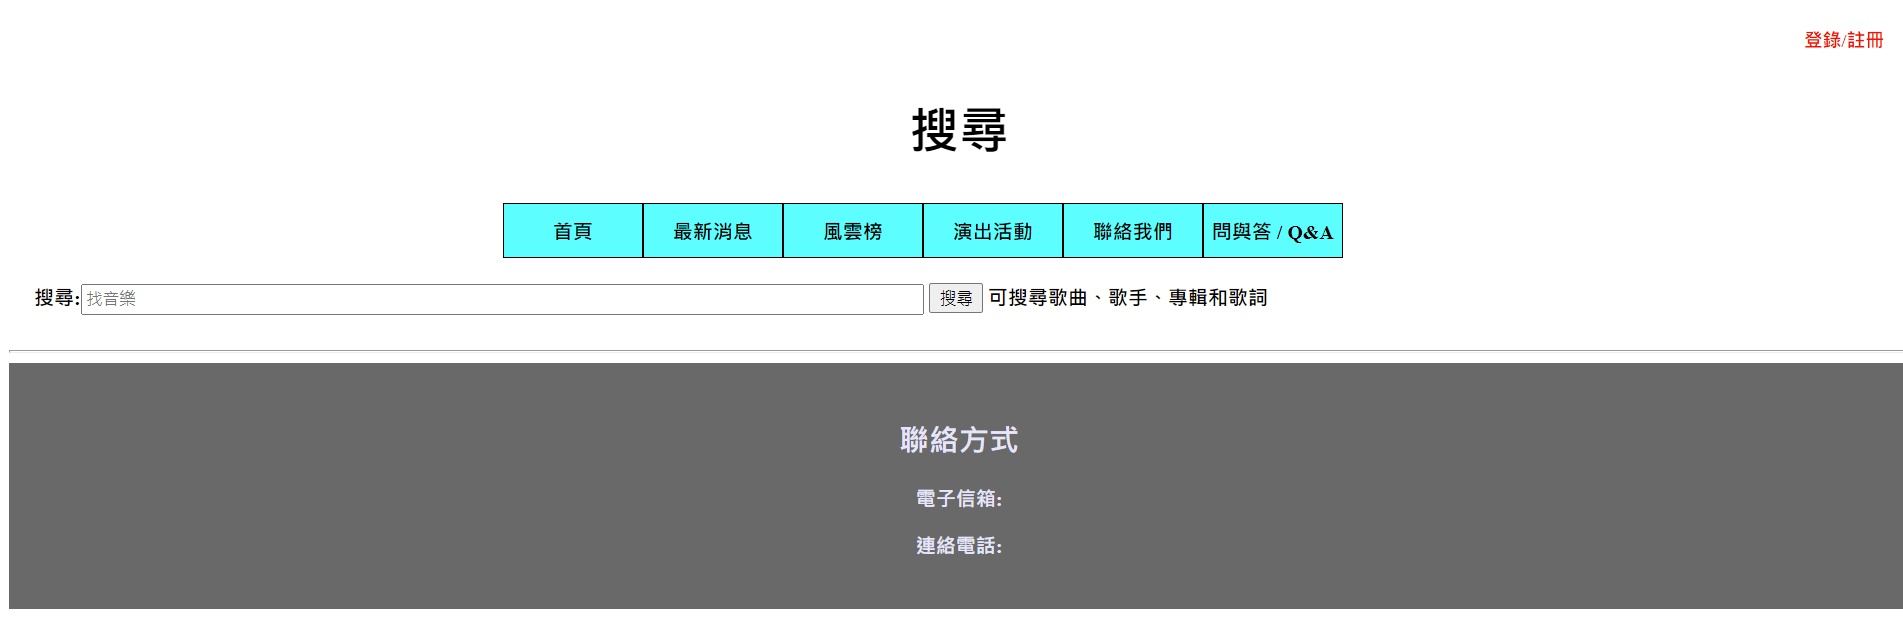 登錄/註冊
搜尋
首頁 最新消息 風雲榜 演出活動 聯絡我們 問與答 / Q&A
搜尋: 找音樂 搜尋 可搜尋歌曲、歌手、專輯和歌詞
聯絡方式
電子信箱:
連絡電話: